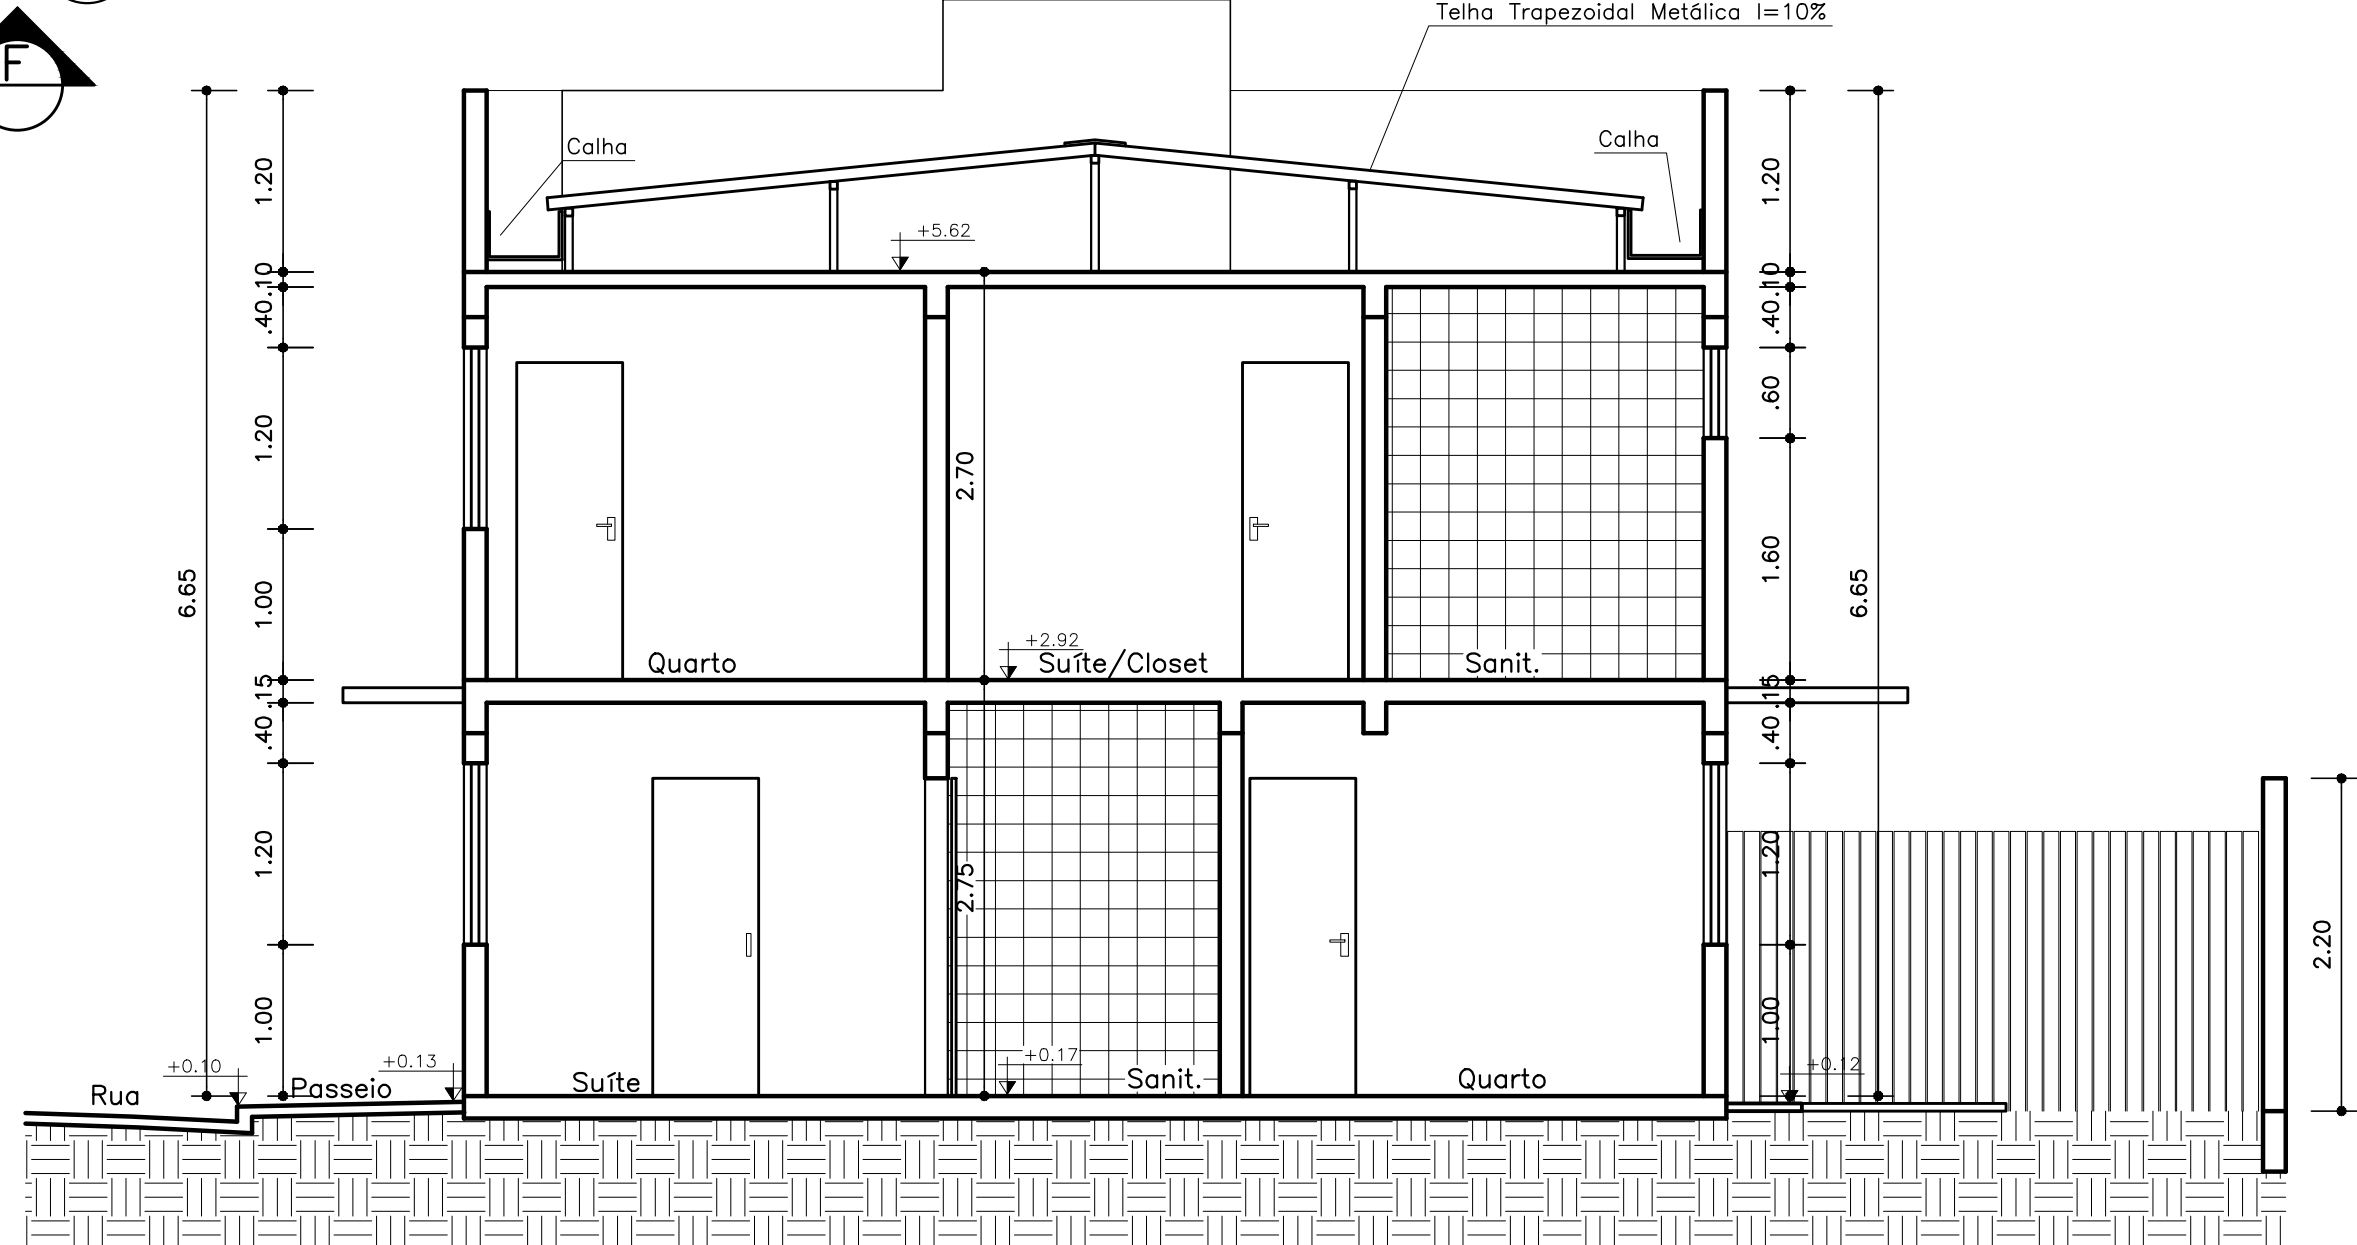 Telha Trapezoidal Metálica I=10%
F
Calha
Calha
1.20
1.20
+5.62
.10
.10
.40
.40
.60
1.20
2.70
1.60
1.00
6.65
6.65
+2.92
Quarto
Suíte/Closet
Sanit.
.15
.15
.40
.40
1.20
1.20
2.75
2.20
1.00
1.00
+0.10
+0.13
+0.17
+0.12
Rua
Passeio
Suíte
Sanit.
Quarto